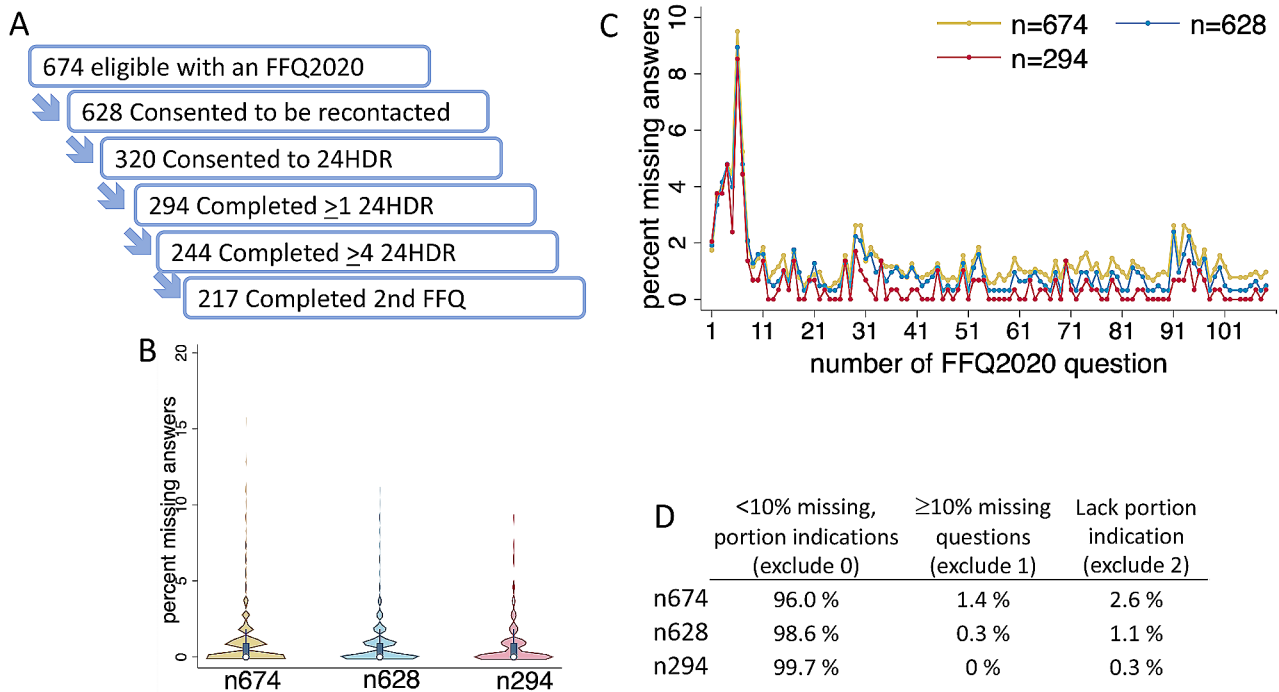 A
674 eligible with an FFQ2020
628 Consented to be recontacted
320 Consented to 24HDR
294 Completed ≥1 24HDR
244 Completed ≥4 24HDR
217 Completed 2nd FFQ
B
percent missing answers
20
15
10
5
0
n674
n628
n294
C
percent missing answers
10
8
6
4
2
0
n=674
n=628
n=294
1 11 21 31 41 51 61 71 81 91 101
number of FFQ2020 question
D
<10% missing, portion indications (exclude 0)
≥10% missing questions (exclude 1)
Lack portion indication (exclude 2)
n674 96.0 % 1.4 % 2.6 %
n628 98.6 % 0.3 % 1.1 %
n294 99.7 % 0 % 0.3 %